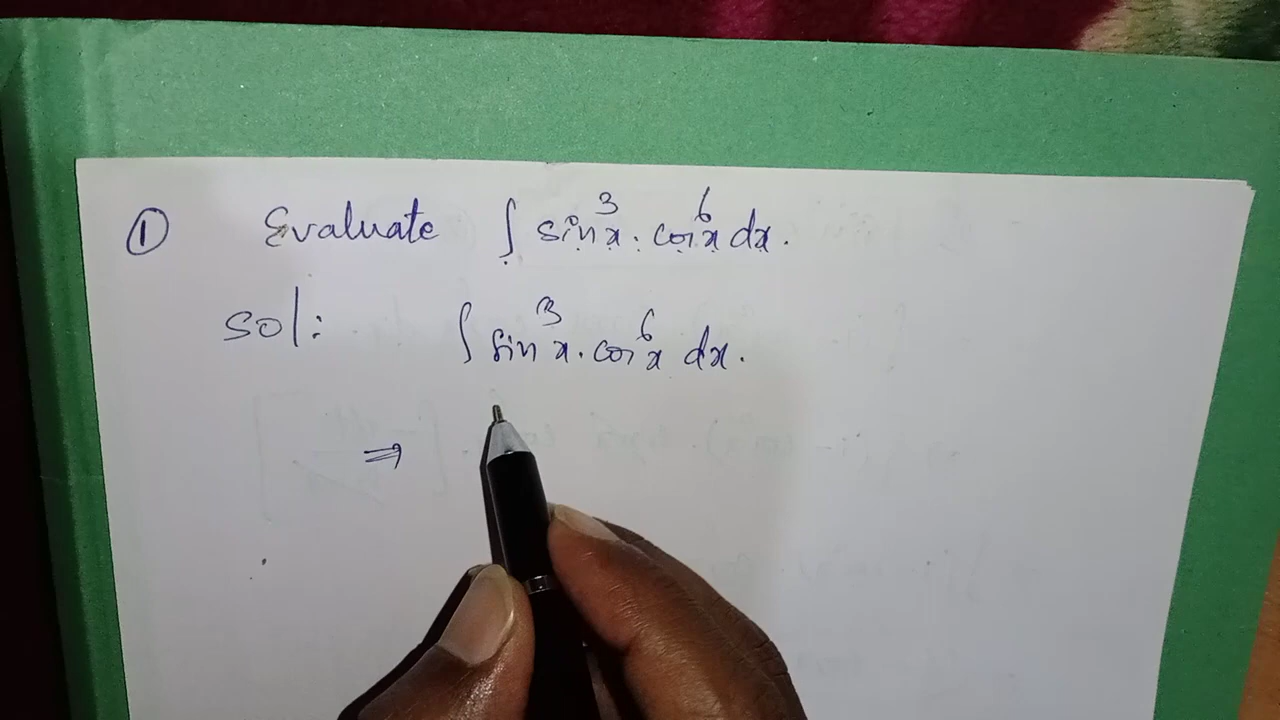 ① Evaluate ∫ sin³x . cos⁶x dx.
Sol: ∫ sin³x . cos⁶x dx.
⇒